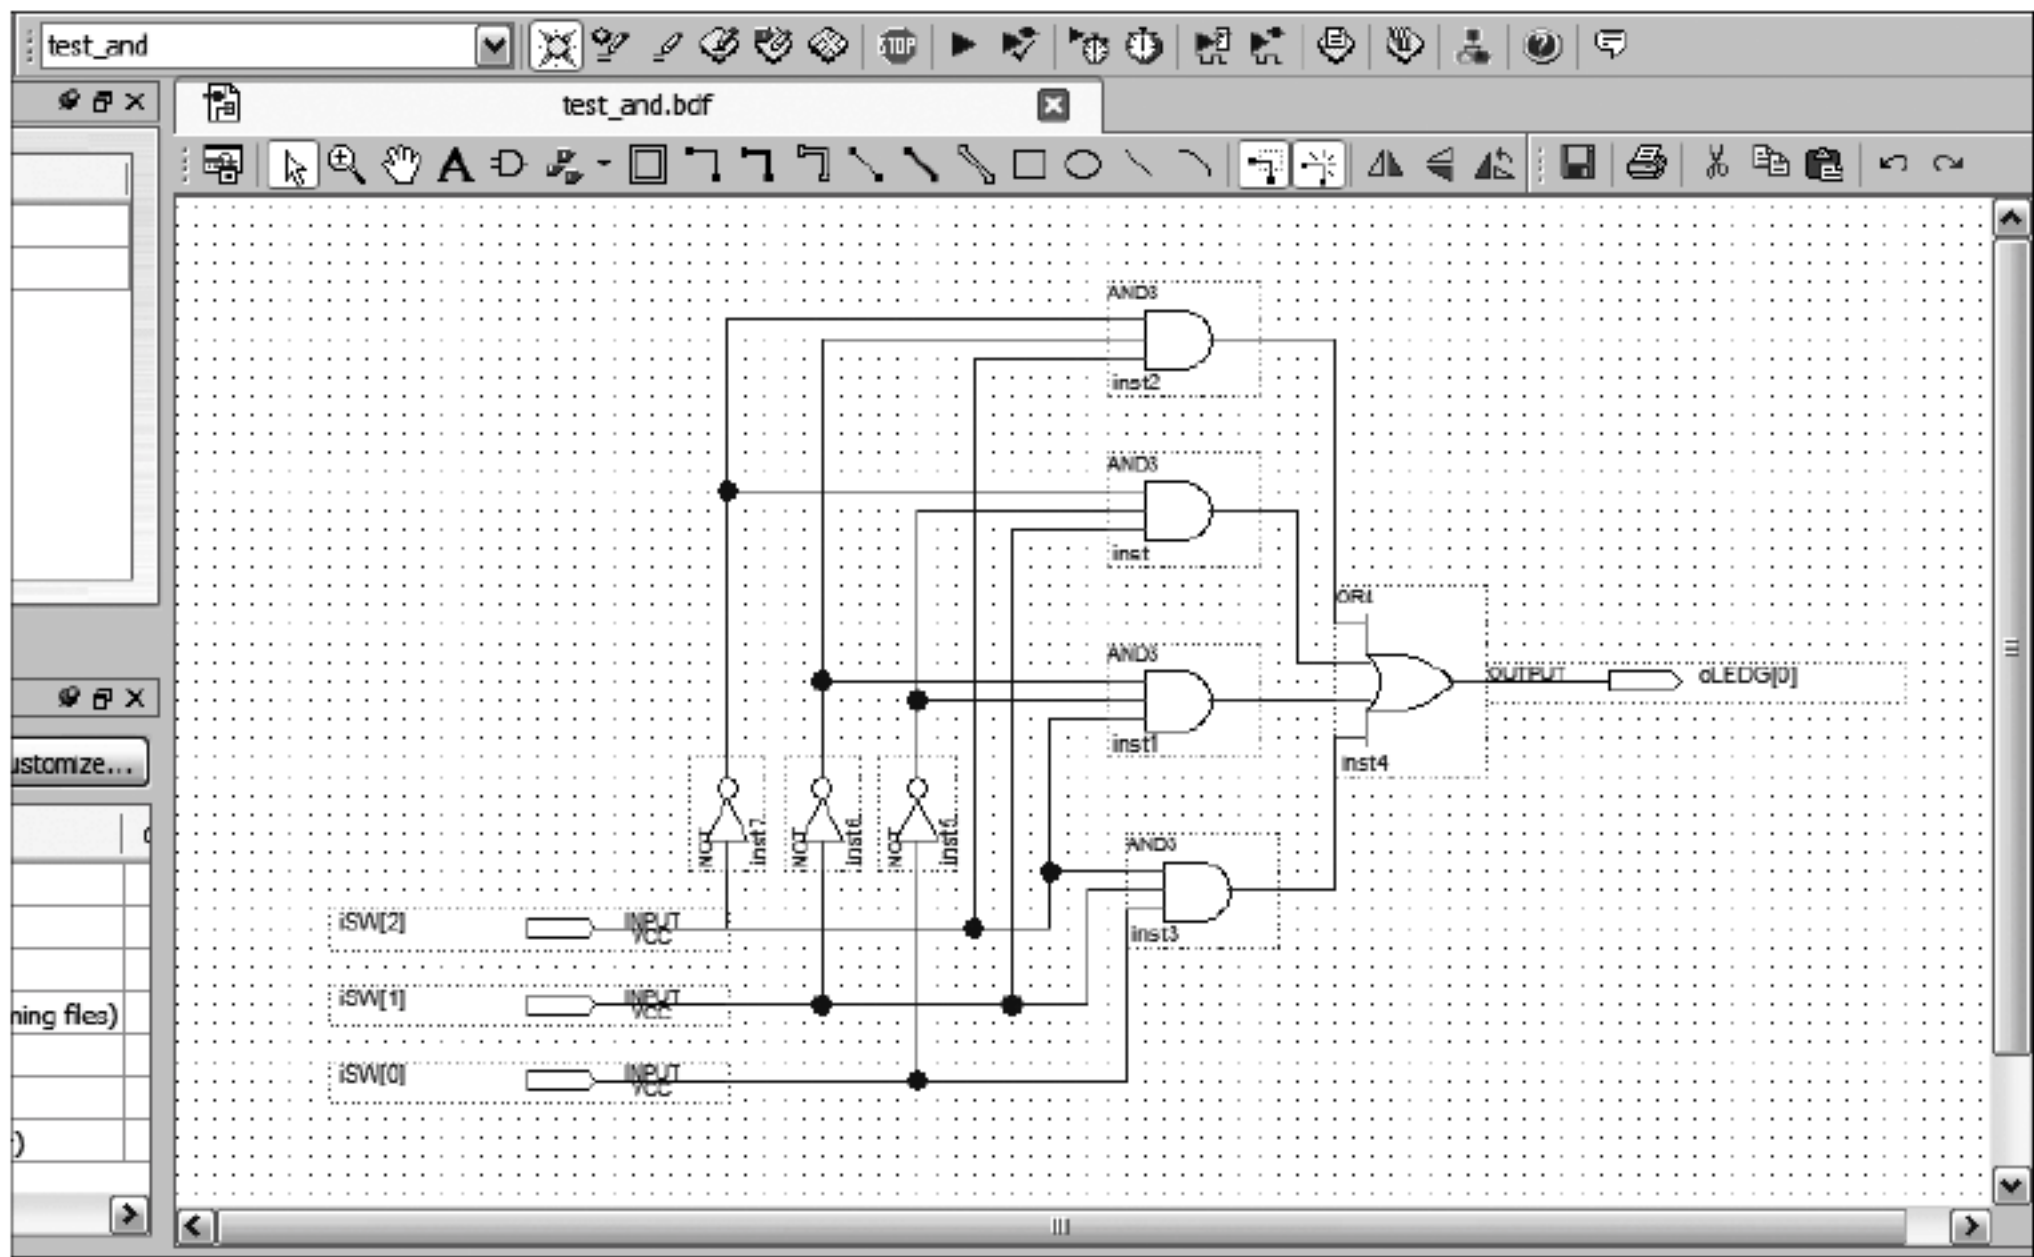 test_and
STOP
test_and.bdf
AND3
inst2
AND3
inst
OR4
AND3
OUTPUT
oLEDG[0]
inst1
inst4
ustomize...
NOT
inst7
NOT
inst6
NOT
inst5
AND3
inst3
iSW[2]
INPUT
VCC
iSW[1]
INPUT
VCC
ning files)
iSW[0]
INPUT
VCC